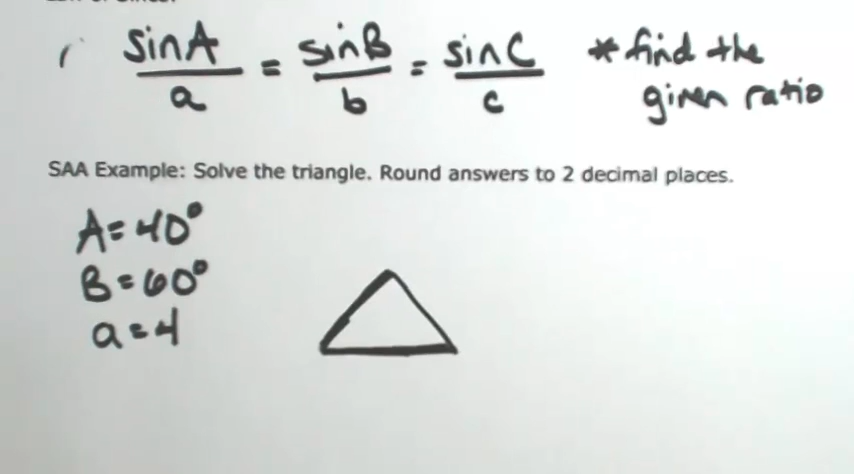 sinA/a = sinB/b = sinC/c *find the
given ratio
SAA Example: Solve the triangle. Round answers to 2 decimal places.
A=40°
B=60°
a=4